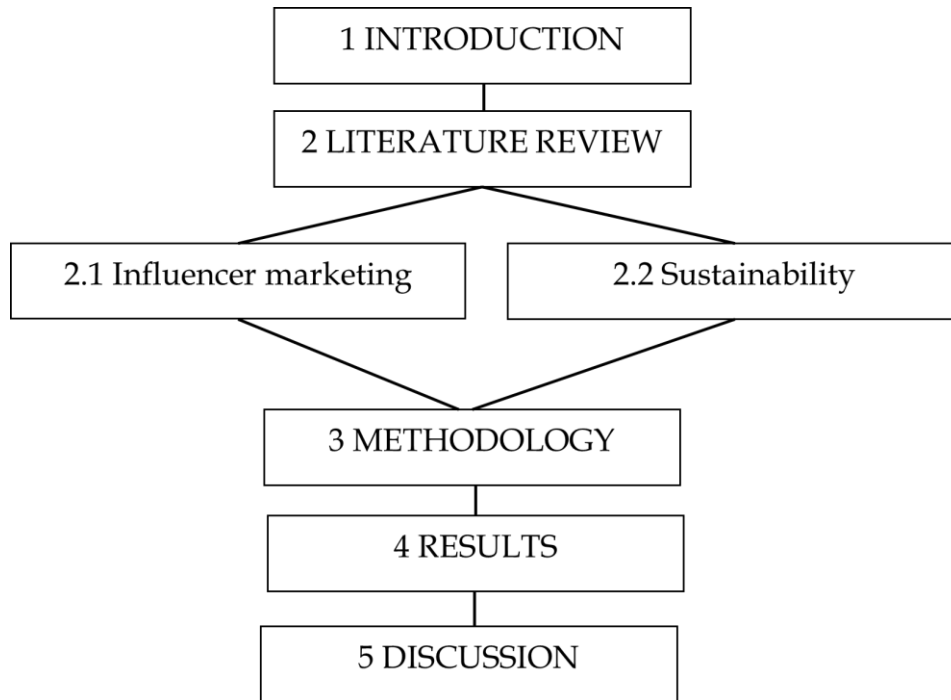 1 INTRODUCTION
2 LITERATURE REVIEW
2.1 Influencer marketing
2.2 Sustainability
3 METHODOLOGY
4 RESULTS
5 DISCUSSION